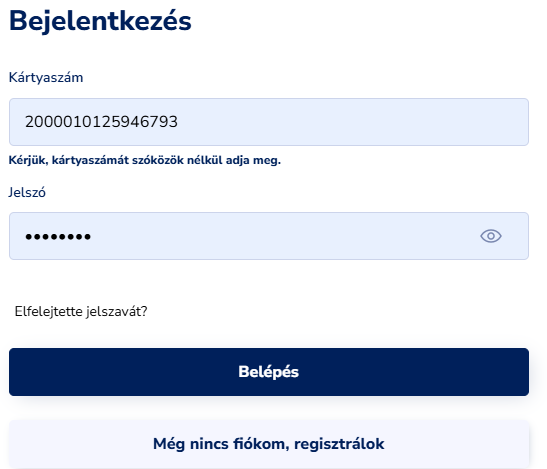 Bejelentkezés
Kártyaszám
2000010125946793
Kérjük, kártyaszámát szóközök nélkül adja meg.
Jelszó
••••••••
Elfelejtette jelszavát?
Belépés
Még nincs fiókom, regisztrálok